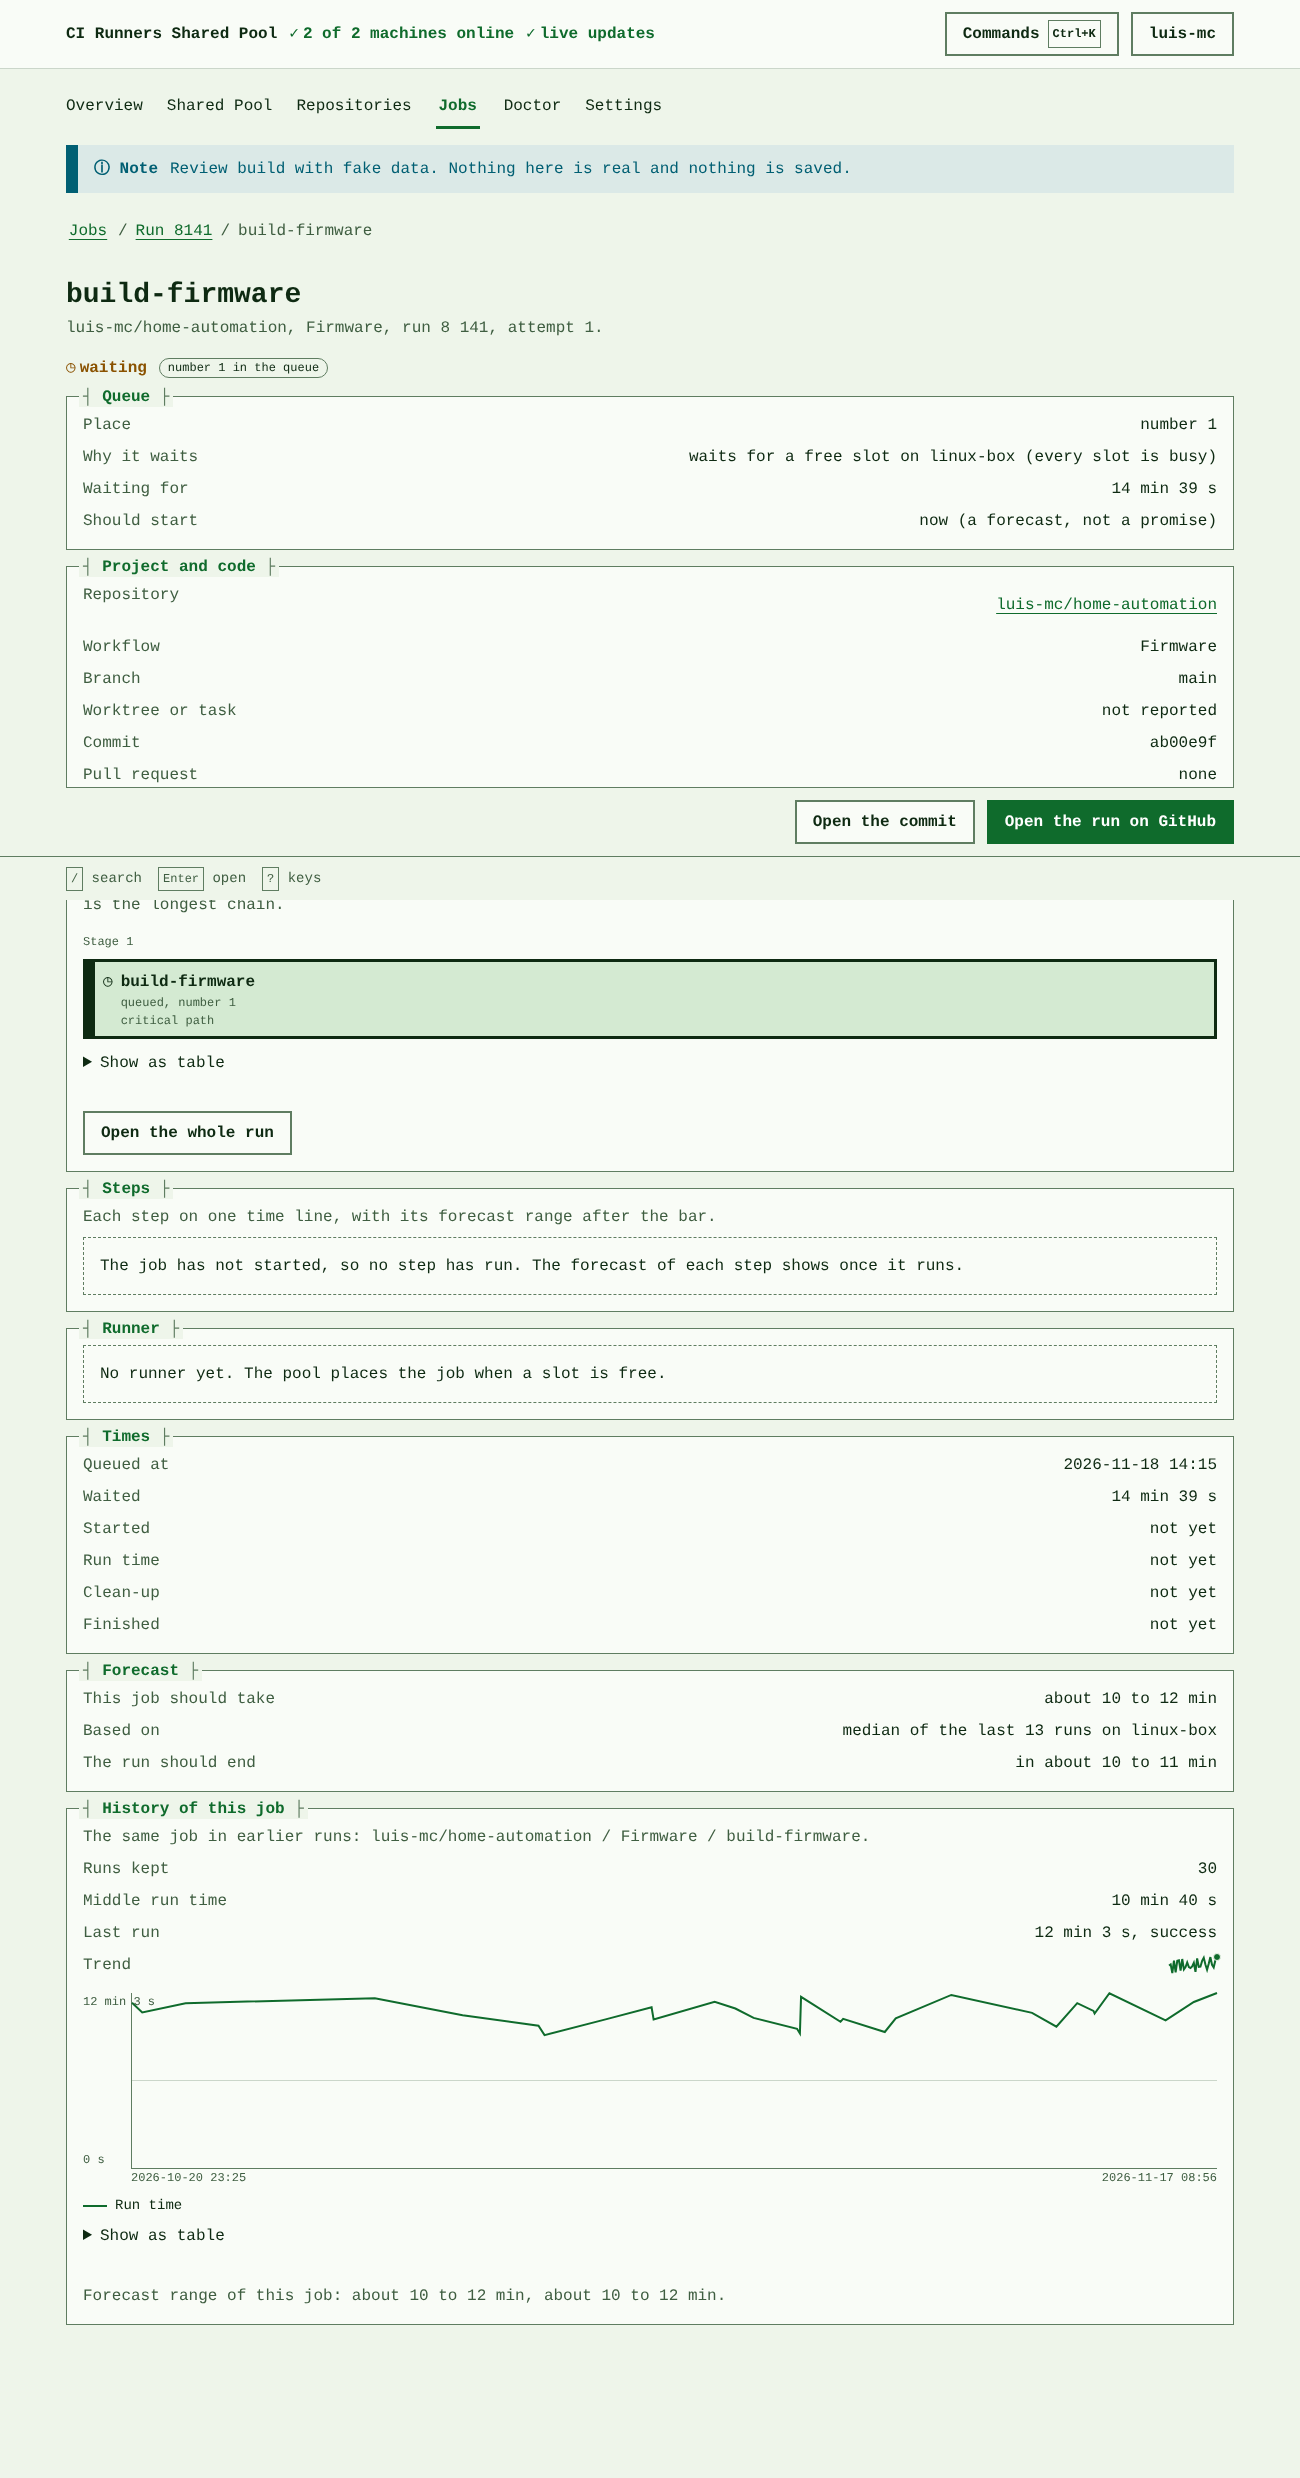 CI Runners Shared Pool ✓ 2 of 2 machines online ✓ live updates Commands Ctrl+K luis-mc
Overview Shared Pool Repositories Jobs Doctor Settings
ⓘ Note Review build with fake data. Nothing here is real and nothing is saved.
Jobs / Run 8141 / build-firmware
build-firmware
luis-mc/home-automation, Firmware, run 8 141, attempt 1.
◷ waiting number 1 in the queue
┤ Queue ├
Place number 1
Why it waits waits for a free slot on linux-box (every slot is busy)
Waiting for 14 min 39 s
Should start now (a forecast, not a promise)
┤ Project and code ├
Repository luis-mc/home-automation
Workflow Firmware
Branch main
Worktree or task not reported
Commit ab00e9f
Pull request none
Open the commit Open the run on GitHub
/ search Enter open ? keys
is the longest chain.
Stage 1
◷ build-firmware
queued, number 1
critical path
▶ Show as table
Open the whole run
┤ Steps ├
Each step on one time line, with its forecast range after the bar.
The job has not started, so no step has run. The forecast of each step shows once it runs.
┤ Runner ├
No runner yet. The pool places the job when a slot is free.
┤ Times ├
Queued at 2026-11-18 14:15
Waited 14 min 39 s
Started not yet
Run time not yet
Clean-up not yet
Finished not yet
┤ Forecast ├
This job should take about 10 to 12 min
Based on median of the last 13 runs on linux-box
The run should end in about 10 to 11 min
┤ History of this job ├
The same job in earlier runs: luis-mc/home-automation / Firmware / build-firmware.
Runs kept 30
Middle run time 10 min 40 s
Last run 12 min 3 s, success
Trend
12 min 3 s
0 s
2026-10-20 23:25 2026-11-17 08:56
Run time
▶ Show as table
Forecast range of this job: about 10 to 12 min, about 10 to 12 min.